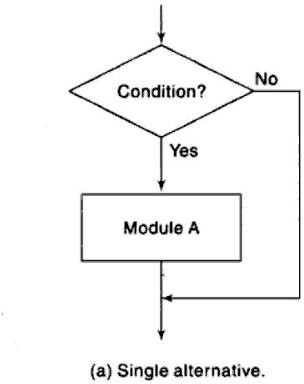 Condition?
No
Yes
Module A
(a) Single alternative.